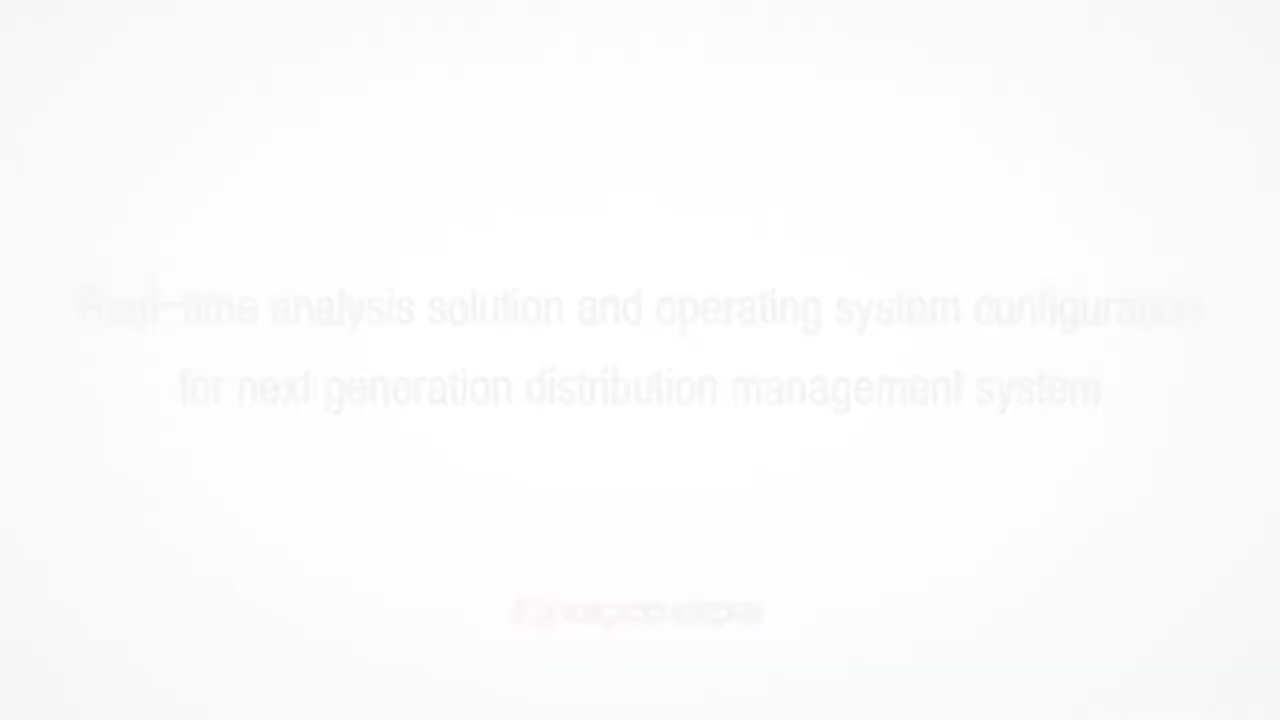 Real-time analysis solution and operating system configuration
for next generation distribution management system